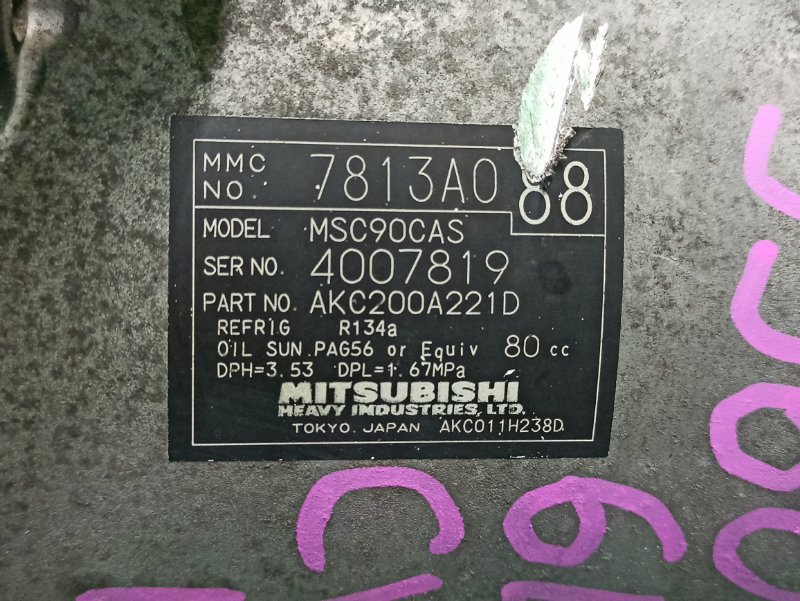 MMC NO. 7813A088
MODEL MSC90CAS
SER NO. 4007819
PART NO. AKC200A221D
REFRIG R134a
OIL SUN.PAG56 or Equiv 80 cc
DPH=3.53 DPL=1.67MPa
MITSUBISHI
HEAVY INDUSTRIES, LTD.
TOKYO. JAPAN AKC011H238D